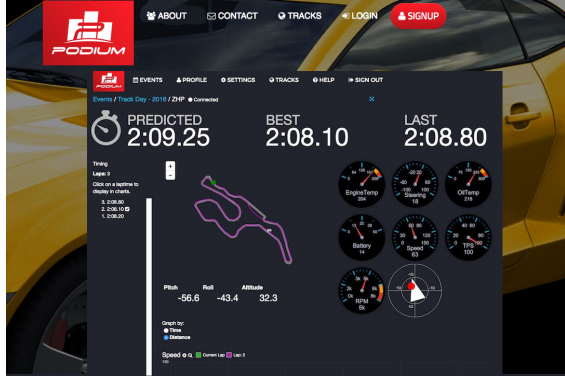 PODIUM
ABOUT CONTACT TRACKS LOGIN SIGNUP
PODIUM
EVENTS PROFILE SETTINGS TRACKS HELP SIGN OUT
Events / Track Day - 2016 / ZHP Connected
PREDICTED BEST LAST
2:09.25 2:08.10 2:08.80
Timing
Laps: 3
Click on a laptime to
display in charts.
3. 2:08.80
2. 2:08.10
1. 2:08.20
+
-
EngineTemp
204
Steering
18
OilTemp
218
Battery
14
Speed
63
TPS
100
RPM
5k
Pitch Roll Altitude
-56.6 -43.4 32.3
Graph by:
Time
Distance
Speed Current Lap Lap: 2
150